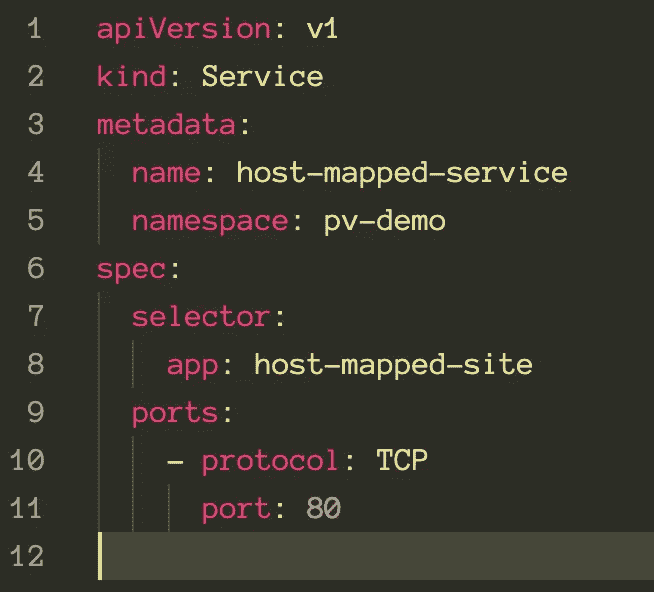 1 apiVersion: v1
2 kind: Service
3 metadata:
4   name: host-mapped-service
5   namespace: pv-demo
6 spec:
7   selector:
8     app: host-mapped-site
9   ports:
10     - protocol: TCP
11       port: 80
12